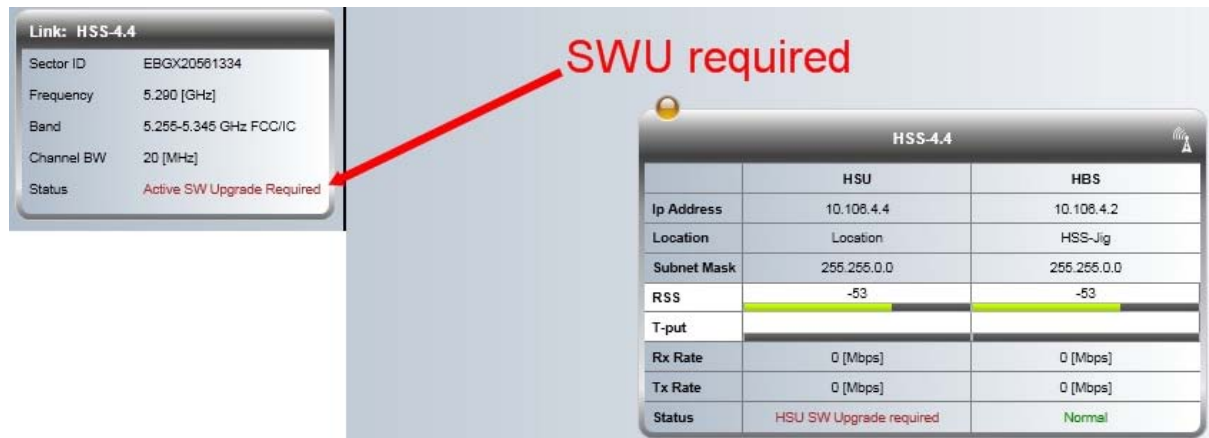 Link: HSS-4.4
Sector ID EBGX20561334
Frequency 5.290 [GHz]
Band 5.255-5.345 GHz FCC/IC
Channel BW 20 [MHz]
Status Active SW Upgrade Required
SWU required
HSS-4.4
HSU HBS
Ip Address 10.106.4.4 10.106.4.2
Location Location HSS-Jig
Subnet Mask 255.255.0.0 255.255.0.0
RSS -53 -53
T-put
Rx Rate 0 [Mbps] 0 [Mbps]
Tx Rate 0 [Mbps] 0 [Mbps]
Status HSU SW Upgrade required Normal